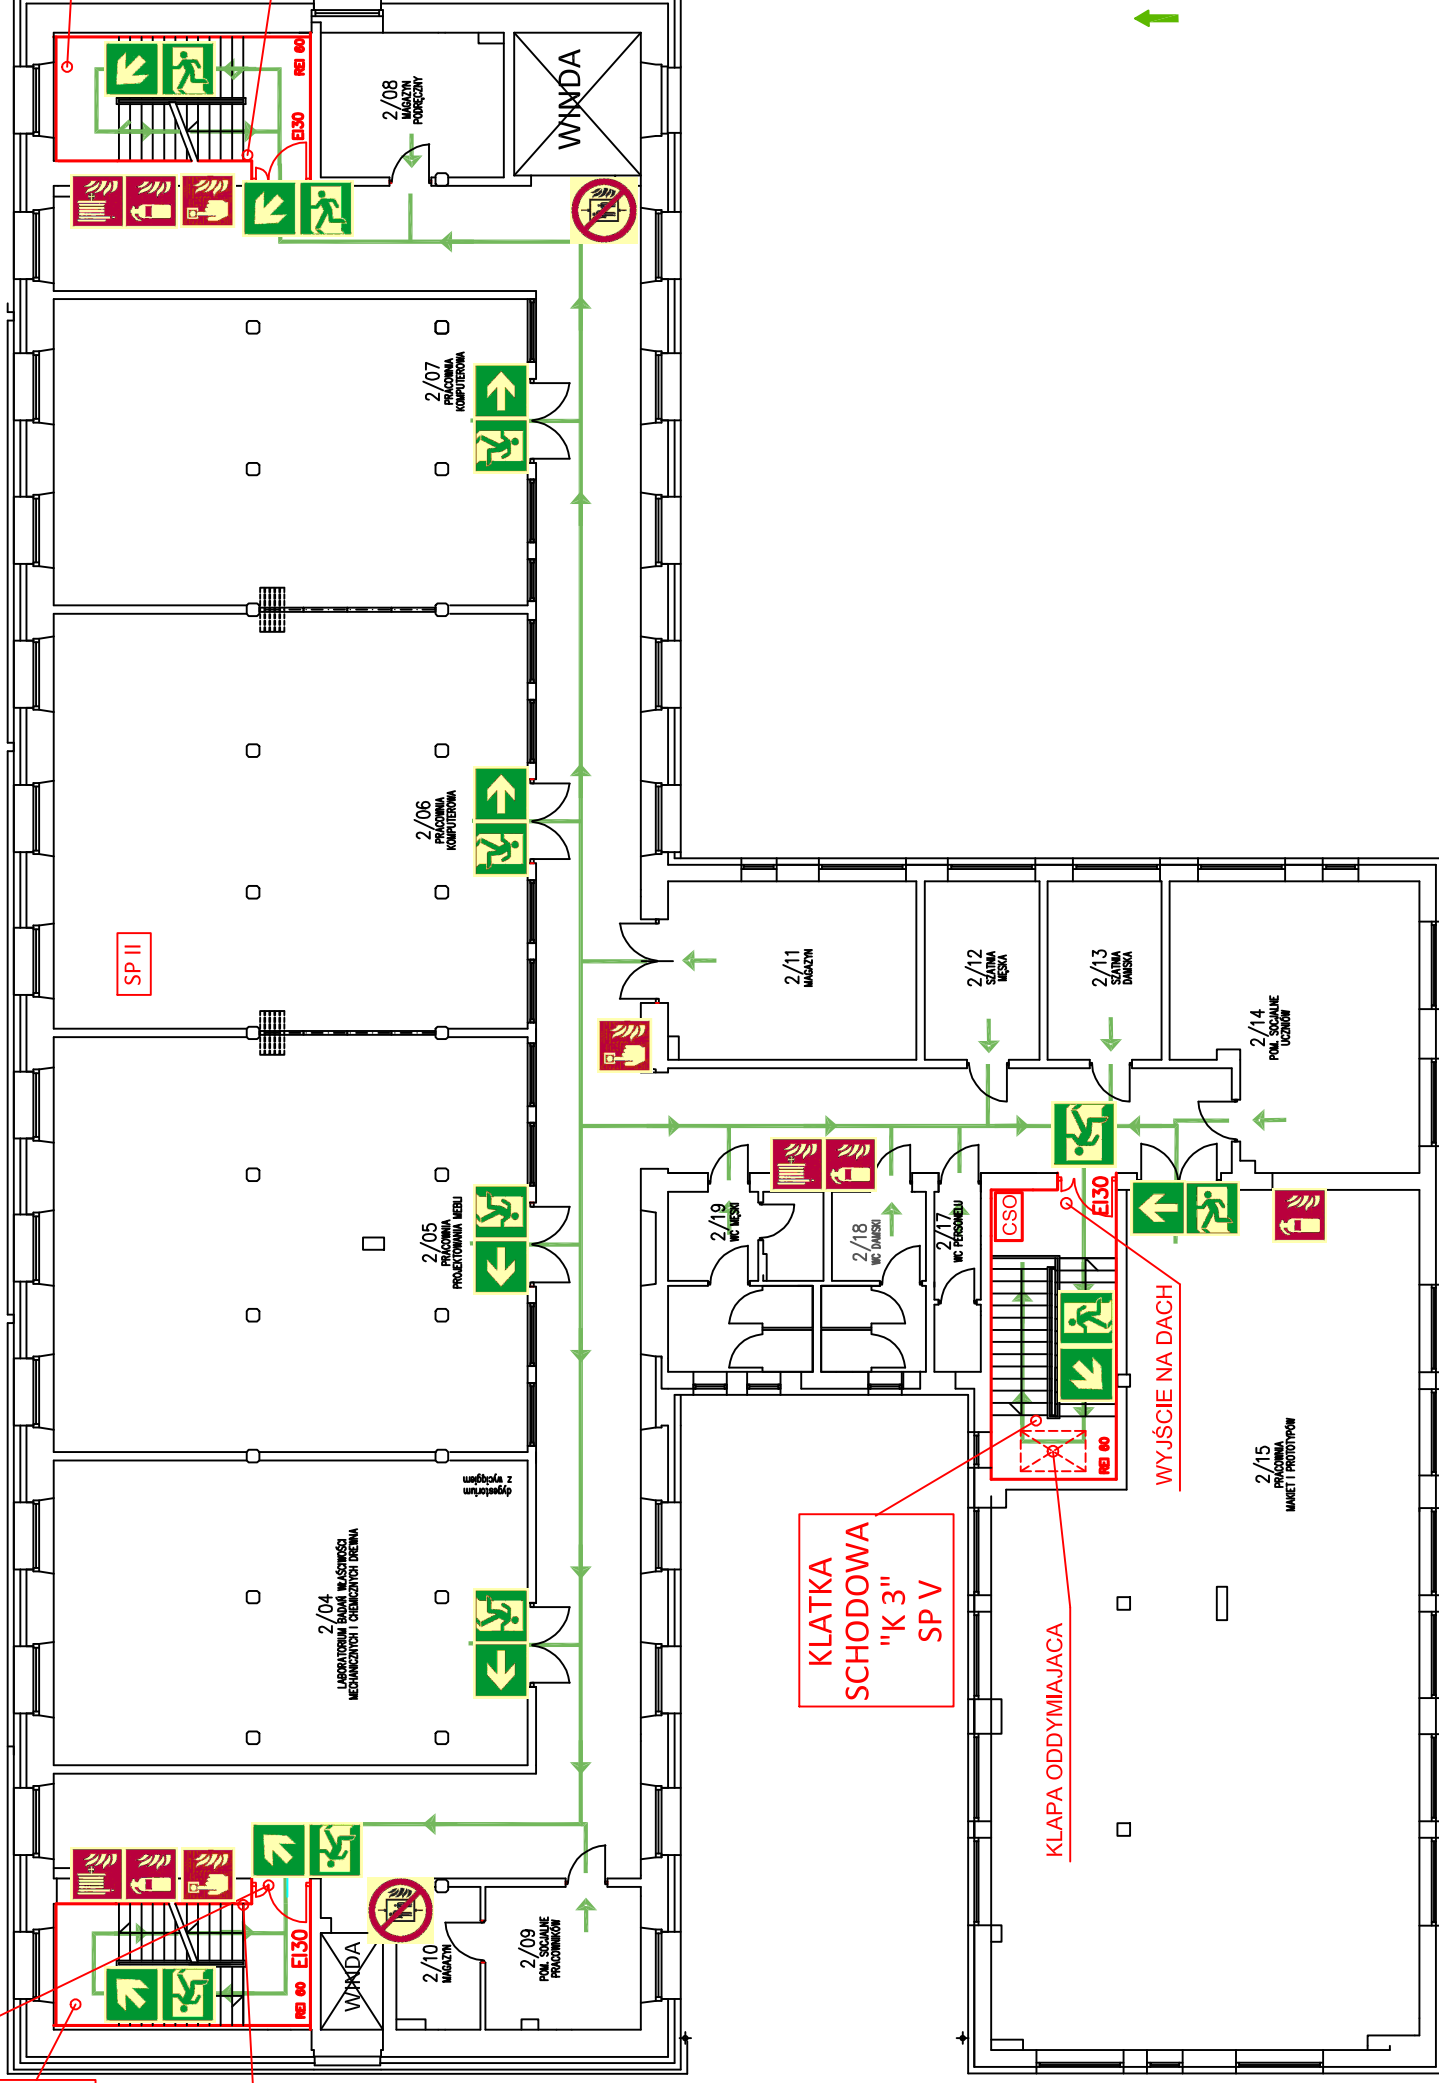 REI 60
EI30
2/08
MAGAZYN
PODRĘCZNY
WINDA
2/07
PRACOWNIA
KOMPUTEROWA
2/06
PRACOWNIA
KOMPUTEROWA
SP II
2/05
PRACOWNIA
PROJEKTOWANIA MEBLI
2/04
LABORATORIUM BADAŃ WŁAŚCIWOŚCI
MECHANICZNYCH I CHEMICZNYCH DREWNA
dygestorium
z wyciągiem
2/11
MAGAZYN
2/12
SZATNIA
MĘSKA
2/13
SZATNIA
DAMSKA
2/14
POM. SOCJALNE
UCZNIÓW
2/19
WC MĘSKI
2/18
WC DAMSKI
2/17
WC PERSONELU
CSO
EI30
REI 60
WYJŚCIE NA DACH
2/15
PRACOWNIA
MAKIET I PROTOTYPÓW
KLATKA
SCHODOWA
"K 3"
SP V
KLAPA ODDYMIAJACA
EI30
REI 60
WINDA
2/10
MAGAZYN
2/09
POM. SOCJALNE
PRACOWNIKÓW